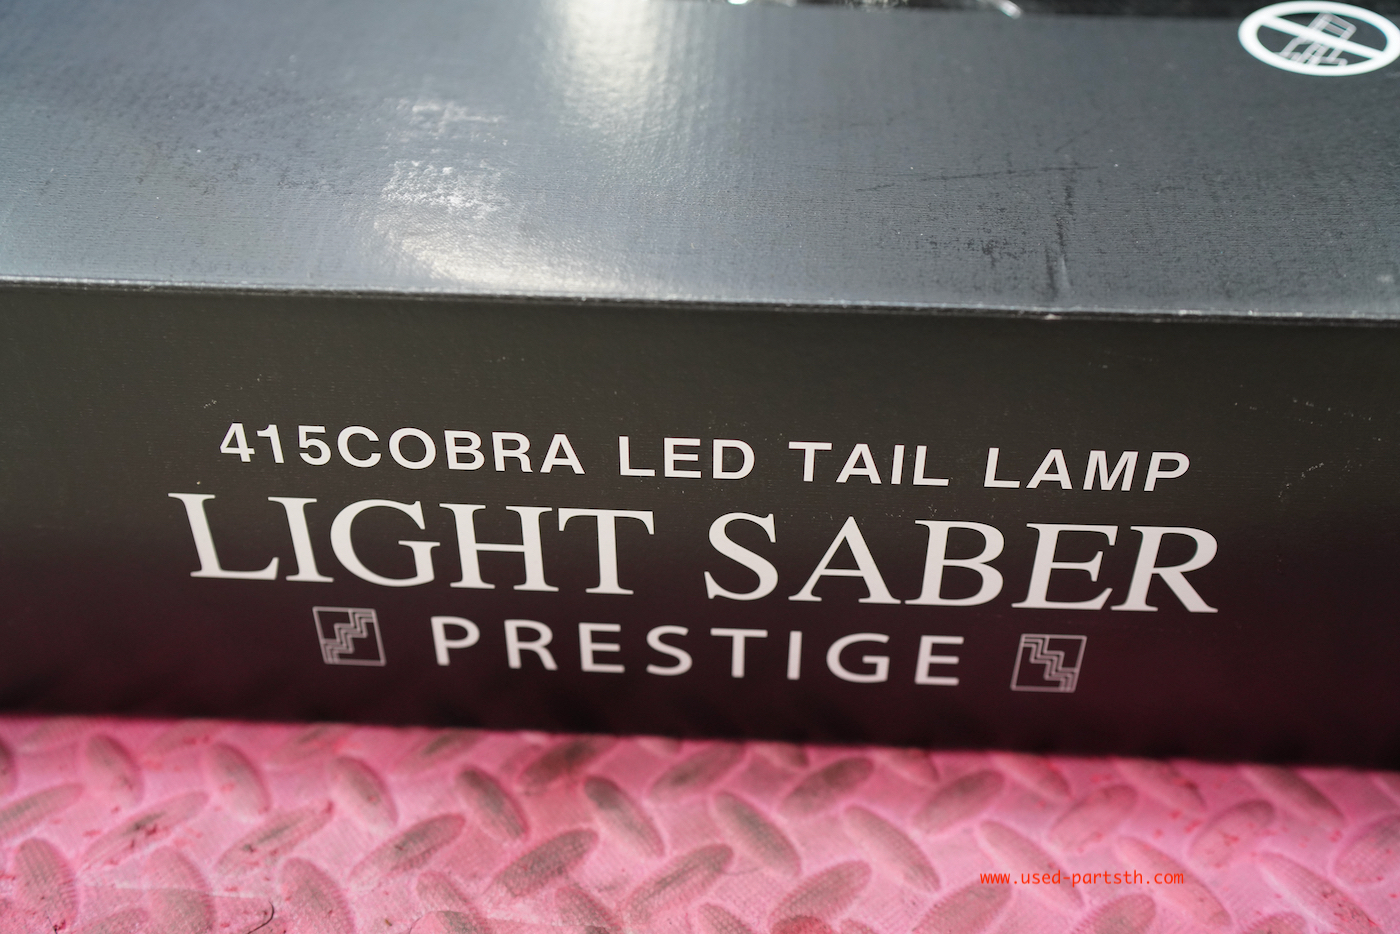 415COBRA LED TAIL LAMP
LIGHT SABER
PRESTIGE
www.used-partsth.com